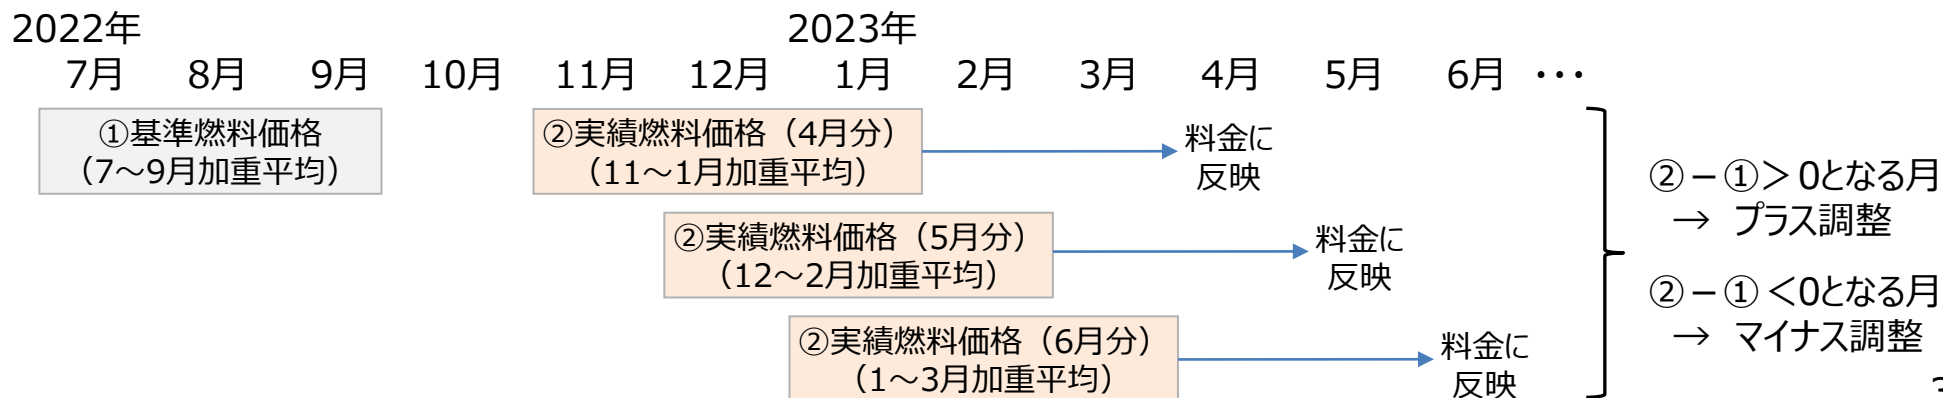 2022年 2023年
7月 8月 9月 10月 11月 12月 1月 2月 3月 4月 5月 6月 ・・・
①基準燃料価格
（7～9月加重平均）
②実績燃料価格（4月分）
（11～1月加重平均）
料金に
反映
②実績燃料価格（5月分）
（12～2月加重平均）
料金に
反映
②実績燃料価格（6月分）
（1～3月加重平均）
料金に
反映
②－①＞0となる月
→ プラス調整
②－①＜0となる月
→ マイナス調整